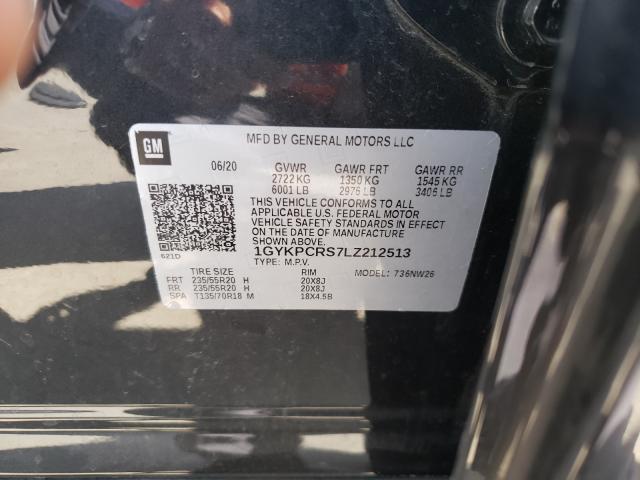 GM
MFD BY GENERAL MOTORS LLC
06/20 GVWR GAWR FRT GAWR RR
2722 KG 1350 KG 1545 KG
6001 LB 2976 LB 3406 LB
THIS VEHICLE CONFORMS TO ALL
APPLICABLE U.S. FEDERAL MOTOR
VEHICLE SAFETY STANDARDS IN EFFECT
ON THE DATE OF MANUFACTURE
621D 1GYKPCRS7LZ212513
TYPE: M.P.V. MODEL: 736NW26
TIRE SIZE RIM
FRT 235/55R20 H 20X8J
RR 235/55R20 H 20X8J
SPA T135/70R18 M 18X4.5B